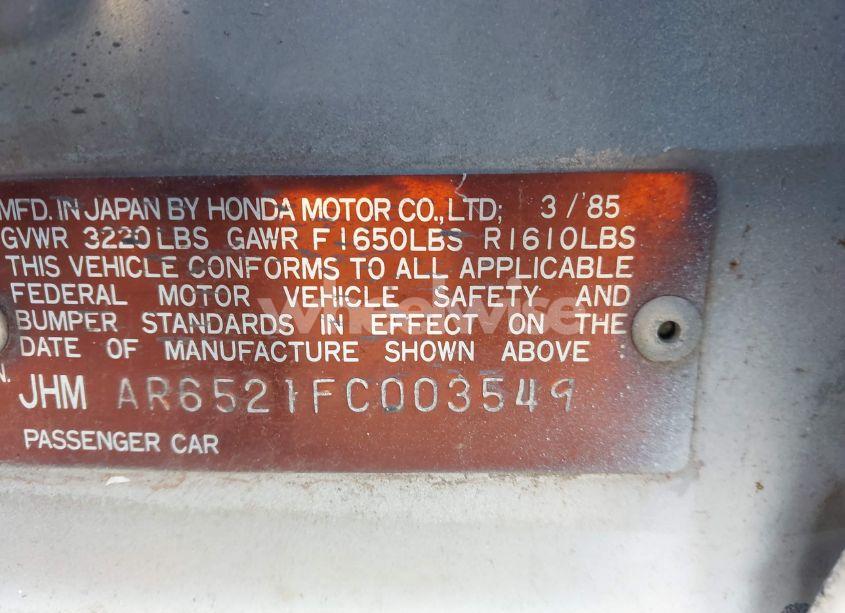 MFD. IN JAPAN BY HONDA MOTOR CO., LTD; 3/'85
GVWR 3220LBS GAWR F1650LBS R1610LBS
THIS VEHICLE CONFORMS TO ALL APPLICABLE
FEDERAL MOTOR VEHICLE SAFETY AND
BUMPER STANDARDS IN EFFECT ON THE
DATE OF MANUFACTURE SHOWN ABOVE.
N. JHM AR6521FC003549
PASSENGER CAR
wheelwise